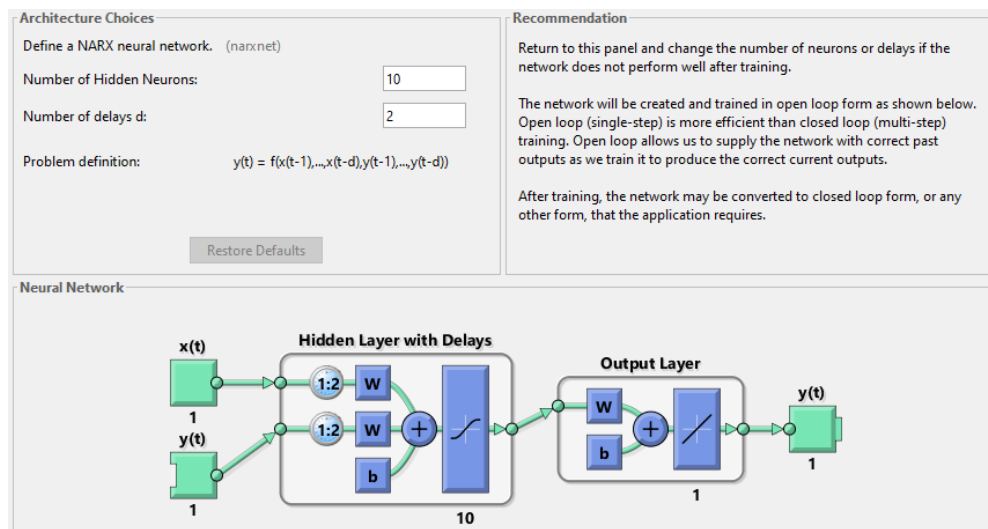 Architecture Choices
Define a NARX neural network. (narxnet)
Number of Hidden Neurons: 10
Number of delays d: 2
Problem definition: y(t) = f(x(t-1),...,x(t-d),y(t-1),...,y(t-d))
Restore Defaults
Recommendation
Return to this panel and change the number of neurons or delays if the
network does not perform well after training.
The network will be created and trained in open loop form as shown below.
Open loop (single-step) is more efficient than closed loop (multi-step)
training. Open loop allows us to supply the network with correct past
outputs as we train it to produce the correct current outputs.
After training, the network may be converted to closed loop form, or any
other form, that the application requires.
Neural Network
x(t)
1
y(t)
1
Hidden Layer with Delays
1:2 W
1:2 W
+
b
10
Output Layer
W
+
b
1
y(t)
1